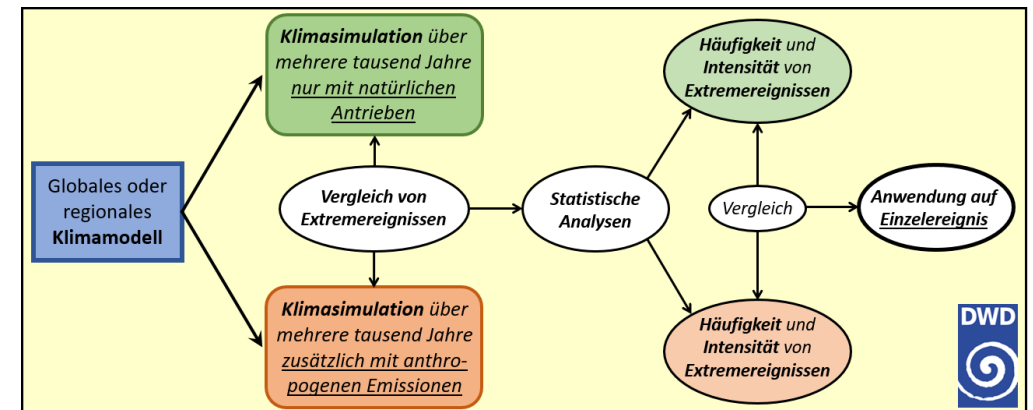 Globales oder
regionales
Klimamodell
Klimasimulation über
mehrere tausend Jahre
nur mit natürlichen
Antrieben
Vergleich von
Extremereignissen
Klimasimulation über
mehrere tausend Jahre
zusätzlich mit anthro-
pogenen Emissionen
Statistische
Analysen
Häufigkeit und
Intensität von
Extremereignissen
Vergleich
Häufigkeit und
Intensität von
Extremereignissen
Anwendung auf
Einzelereignis
DWD